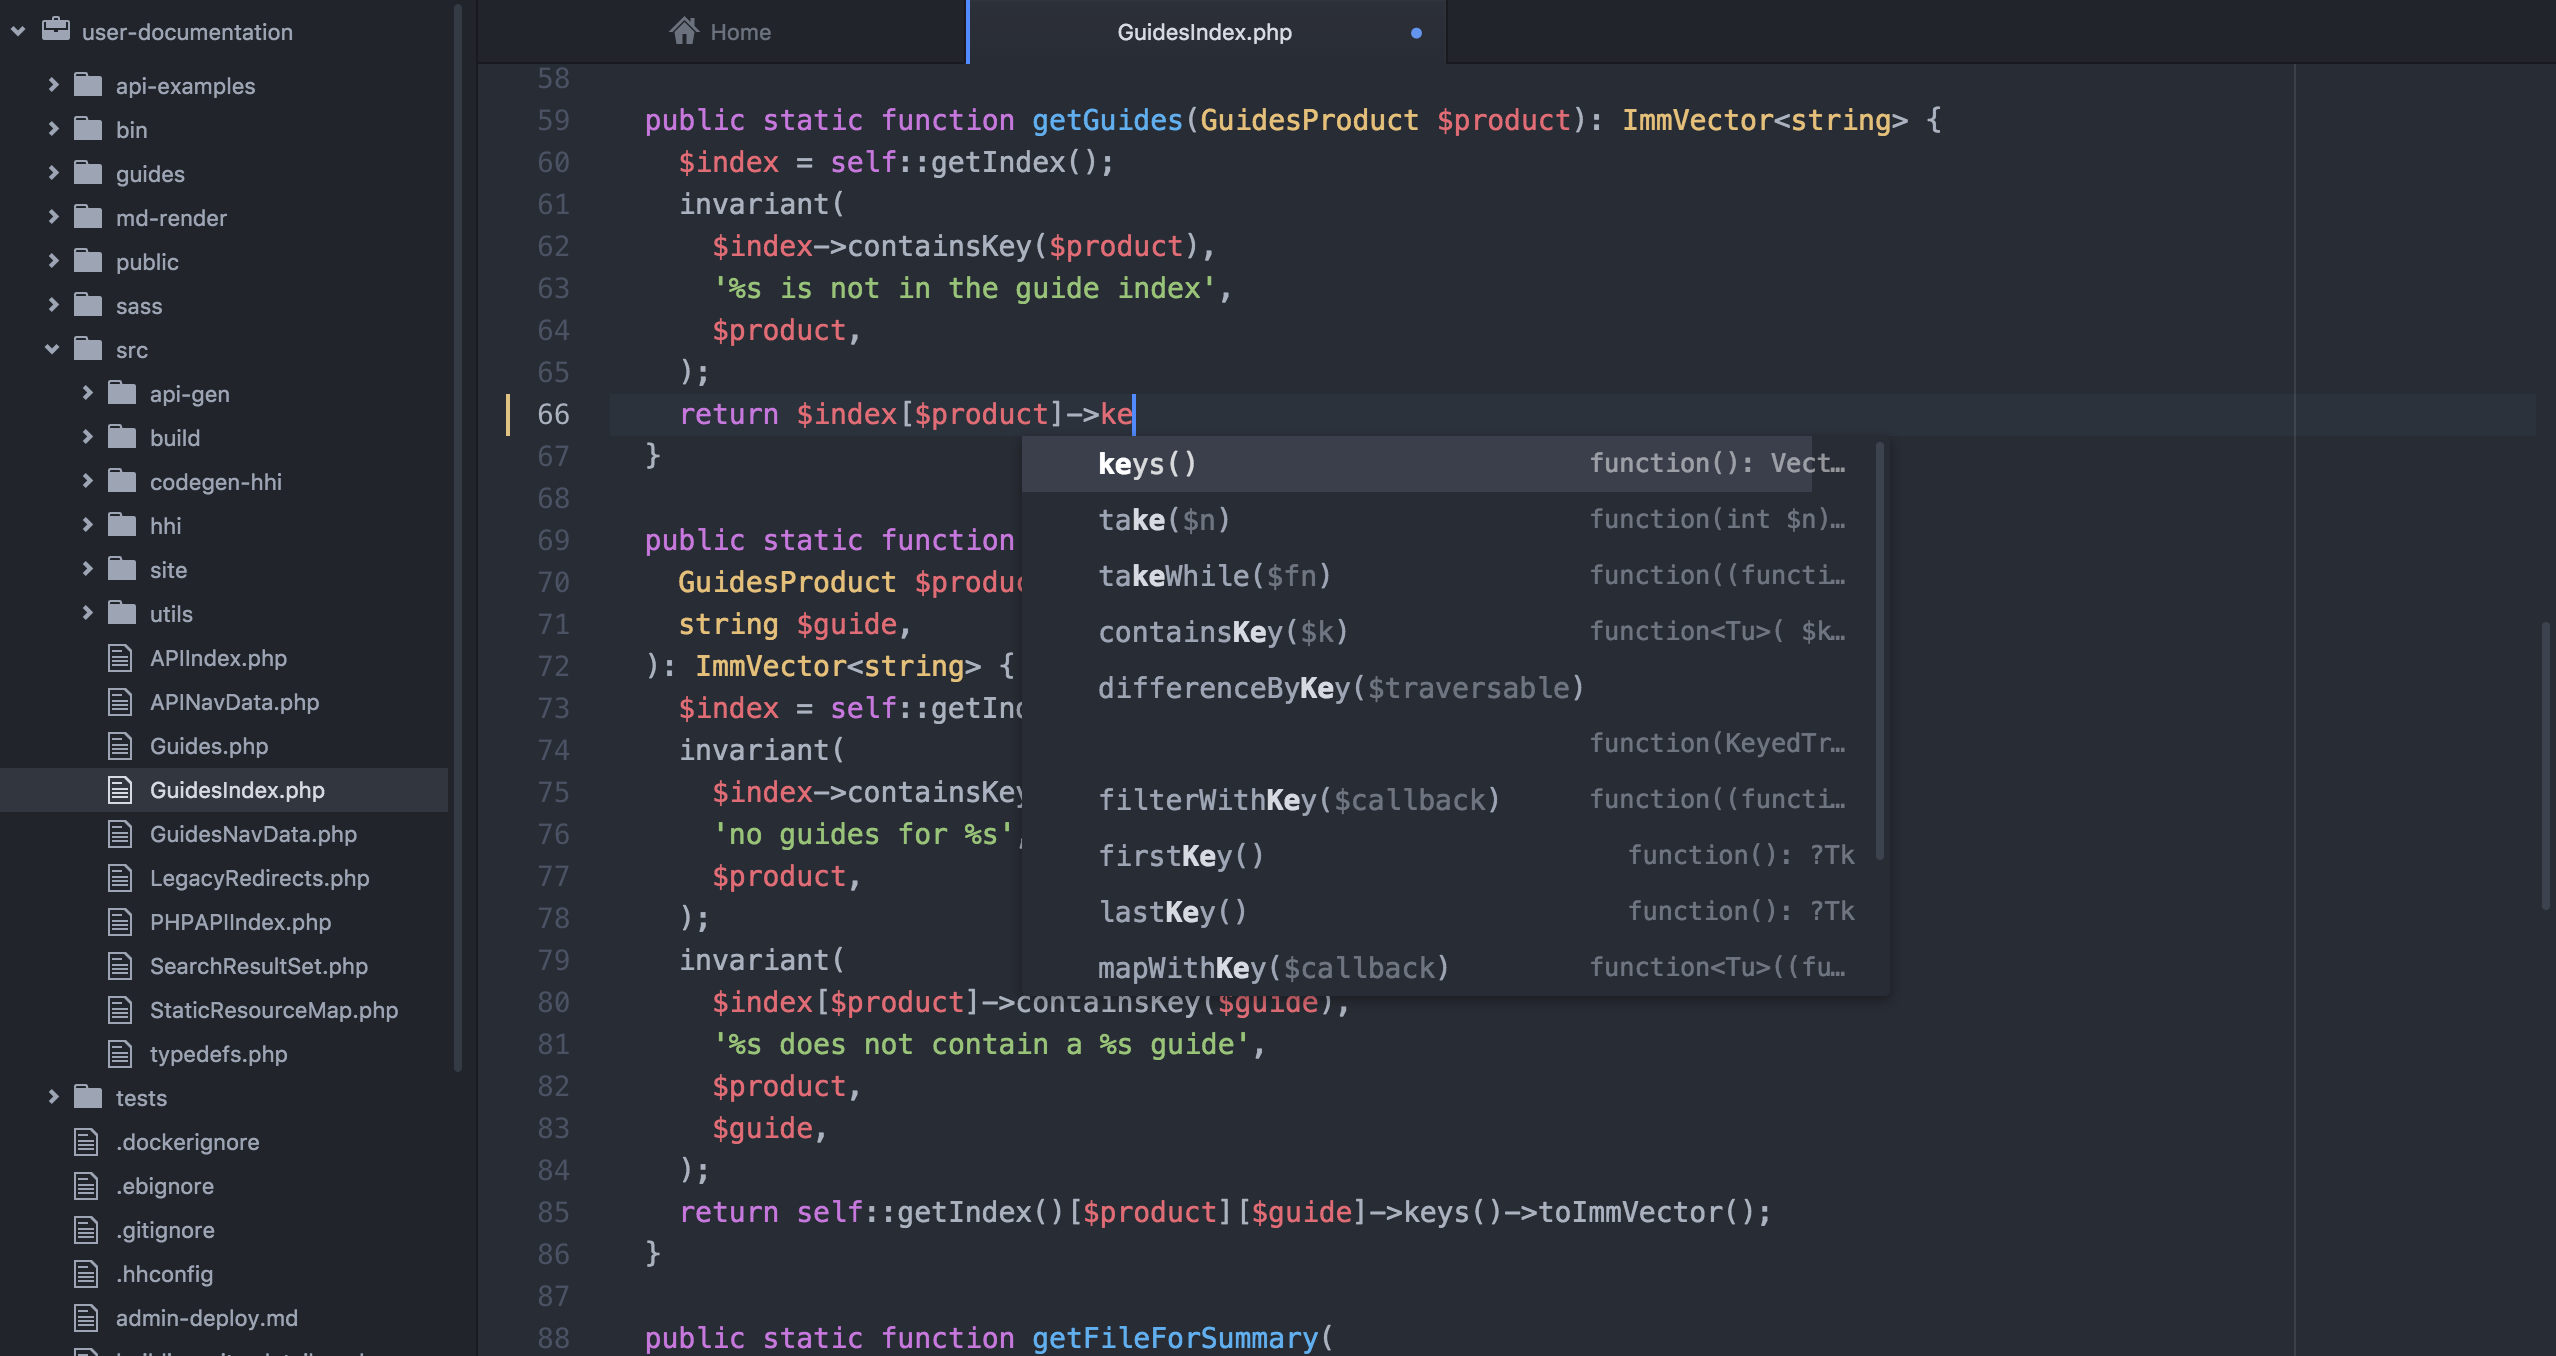 user-documentation
api-examples
bin
guides
md-render
public
sass
src
api-gen
build
codegen-hhi
hhi
site
utils
APIIndex.php
APINavData.php
Guides.php
GuidesIndex.php
GuidesNavData.php
LegacyRedirects.php
PHPAPIIndex.php
SearchResultSet.php
StaticResourceMap.php
typedefs.php
tests
.dockerignore
.ebignore
.gitignore
.hhconfig
admin-deploy.md
Home
GuidesIndex.php
58
59 public static function getGuides(GuidesProduct $product): ImmVector<string> {
60 $index = self::getIndex();
61 invariant(
62 $index->containsKey($product),
63 '%s is not in the guide index',
64 $product,
65 );
66 return $index[$product]->ke
67 }
68
69 public static function
70 GuidesProduct $produc
71 string $guide,
72 ): ImmVector<string> {
73 $index = self::getInd
74 invariant(
75 $index->containsKey
76 'no guides for %s',
77 $product,
78 );
79 invariant(
80 $index[$product]->containsKey($guide),
81 '%s does not contain a %s guide',
82 $product,
83 $guide,
84 );
85 return self::getIndex()[$product][$guide]->keys()->toImmVector();
86 }
87
88 public static function getFileForSummary(
keys() function(): Vect…
take($n) function(int $n)…
takeWhile($fn) function((functi…
containsKey($k) function<Tu>( $k…
differenceByKey($traversable)
function(KeyedTr…
filterWithKey($callback) function((functi…
firstKey() function(): ?Tk
lastKey() function(): ?Tk
mapWithKey($callback) function<Tu>((fu…